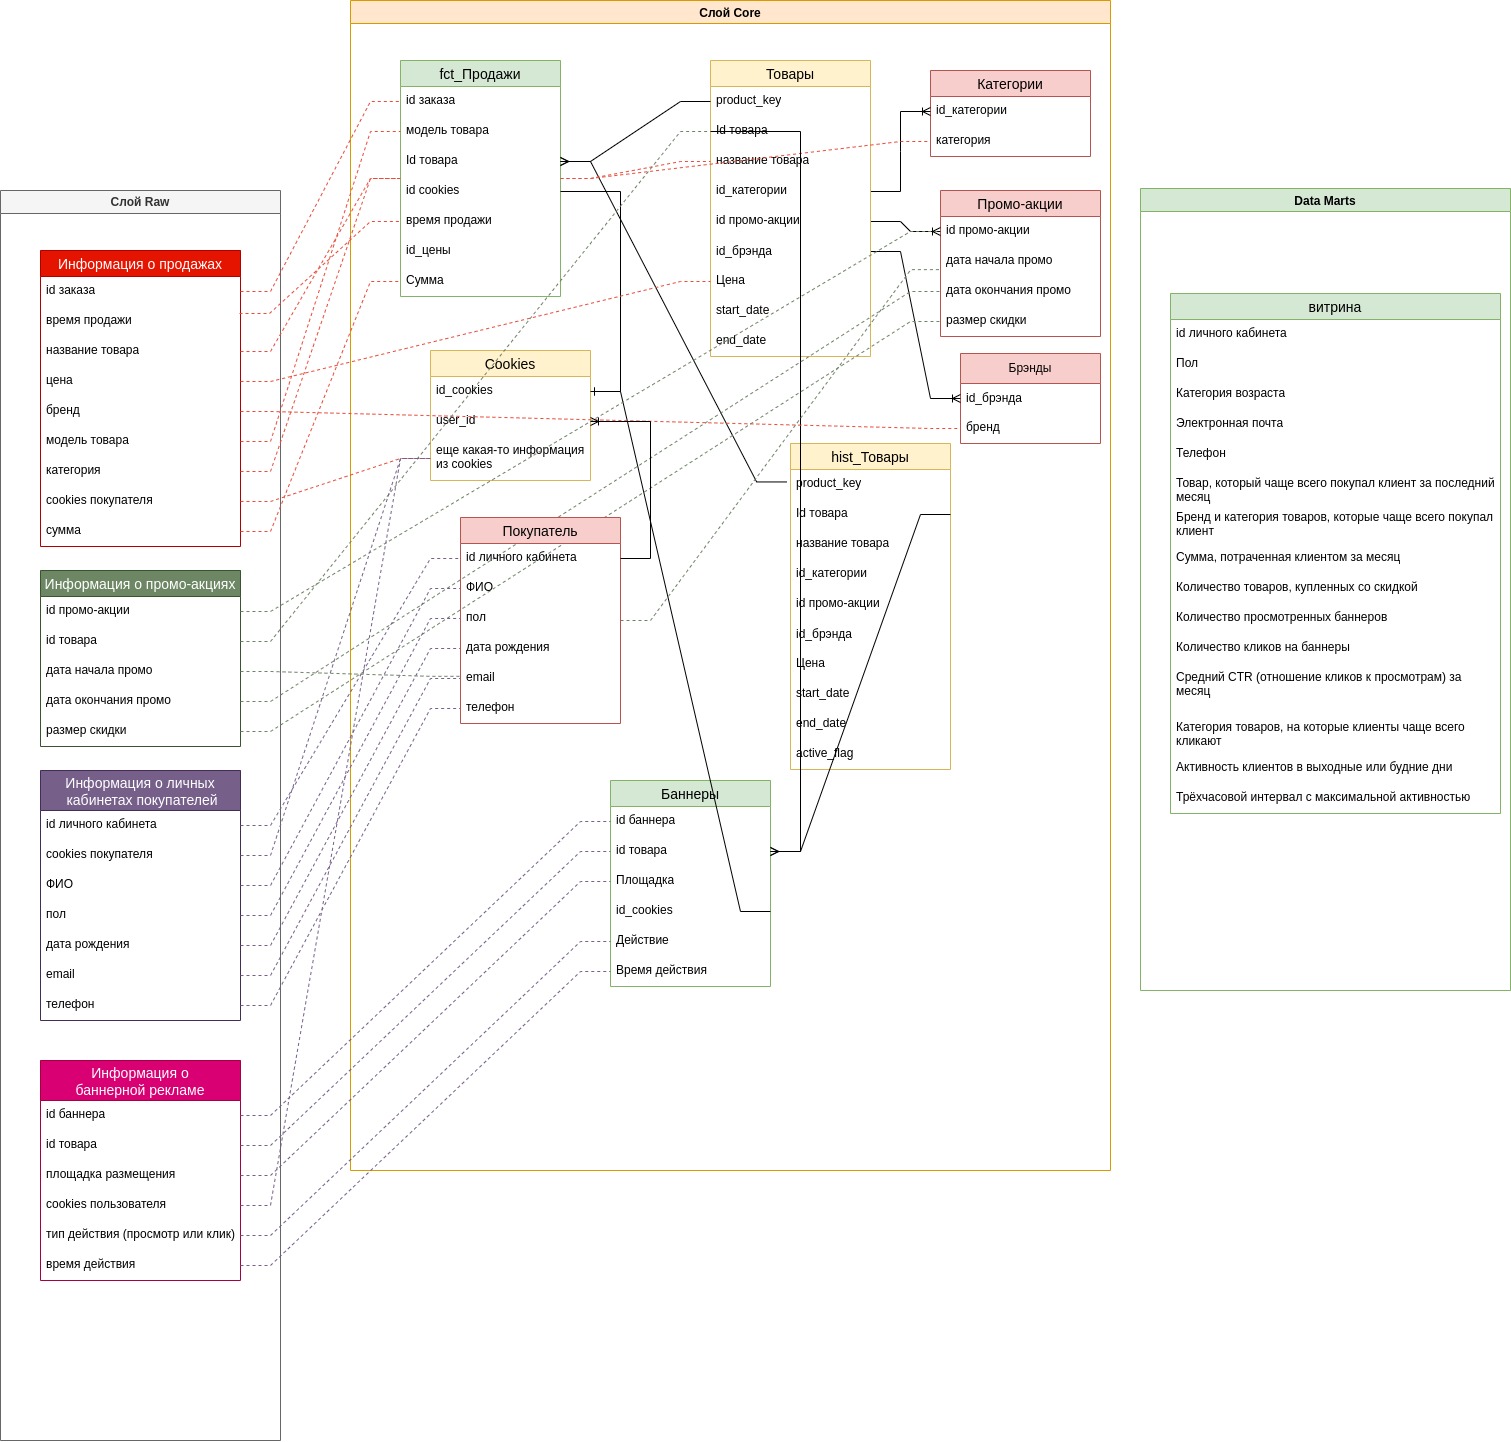 Слой Raw
Информация о продажах
id заказа
время продажи
название товара
цена
бренд
модель товара
категория
cookies покупателя
сумма
Информация о промо-акциях
id промо-акции
id товара
дата начала промо
дата окончания промо
размер скидки
Информация о личных
кабинетах покупателей
id личного кабинета
cookies покупателя
ФИО
пол
дата рождения
email
телефон
Информация о
баннерной рекламе
id баннера
id товара
площадка размещения
cookies пользователя
тип действия (просмотр или клик)
время действия
Слой Core
fct_Продажи
id заказа
модель товара
Id товара
id cookies
время продажи
id_цены
Сумма
Cookies
id_cookies
user_id
еще какая-то информация
из cookies
Покупатель
id личного кабинета
ФИО
пол
дата рождения
email
телефон
Товары
product_key
Id товара
название товара
id_категории
id промо-акции
id_брэнда
Цена
start_date
end_date
Категории
id_категории
категория
Промо-акции
id промо-акции
дата начала промо
дата окончания промо
размер скидки
Брэнды
id_брэнда
бренд
hist_Товары
product_key
Id товара
название товара
id_категории
id промо-акции
id_брэнда
Цена
start_date
end_date
active_flag
Баннеры
id баннера
id товара
Площадка
id_cookies
Действие
Время действия
Data Marts
витрина
id личного кабинета
Пол
Категория возраста
Электронная почта
Телефон
Товар, который чаще всего покупал клиент за последний
месяц
Бренд и категория товаров, которые чаще всего покупал
клиент
Сумма, потраченная клиентом за месяц
Количество товаров, купленных со скидкой
Количество просмотренных баннеров
Количество кликов на баннеры
Средний CTR (отношение кликов к просмотрам) за
месяц
Категория товаров, на которые клиенты чаще всего
кликают
Активность клиентов в выходные или будние дни
Трёхчасовой интервал с максимальной активностью